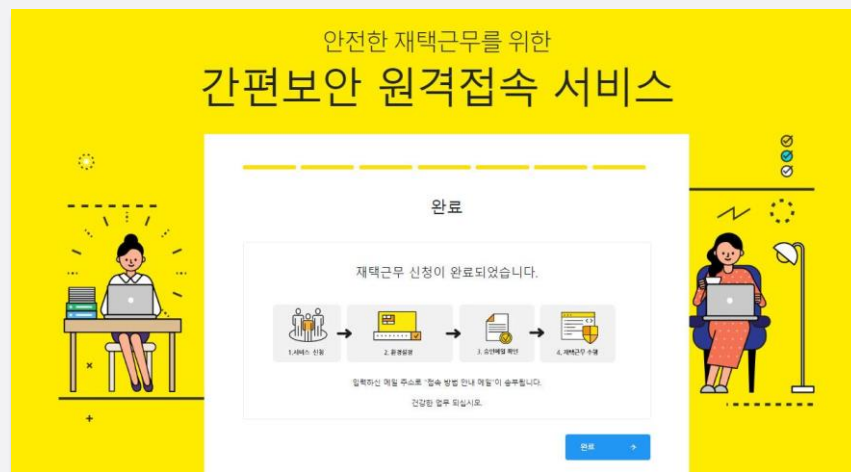 안전한 재택근무를 위한
간편보안 원격접속 서비스
완료
재택근무 신청이 완료되었습니다.
1.서비스 신청
2. 환경설문
3. 승인메일 확인
4. 재택근무 수행
입력하신 메일 주소로 "접속 방법 안내 메일"이 송부됩니다.
건강한 업무 되십시오.
완료 →